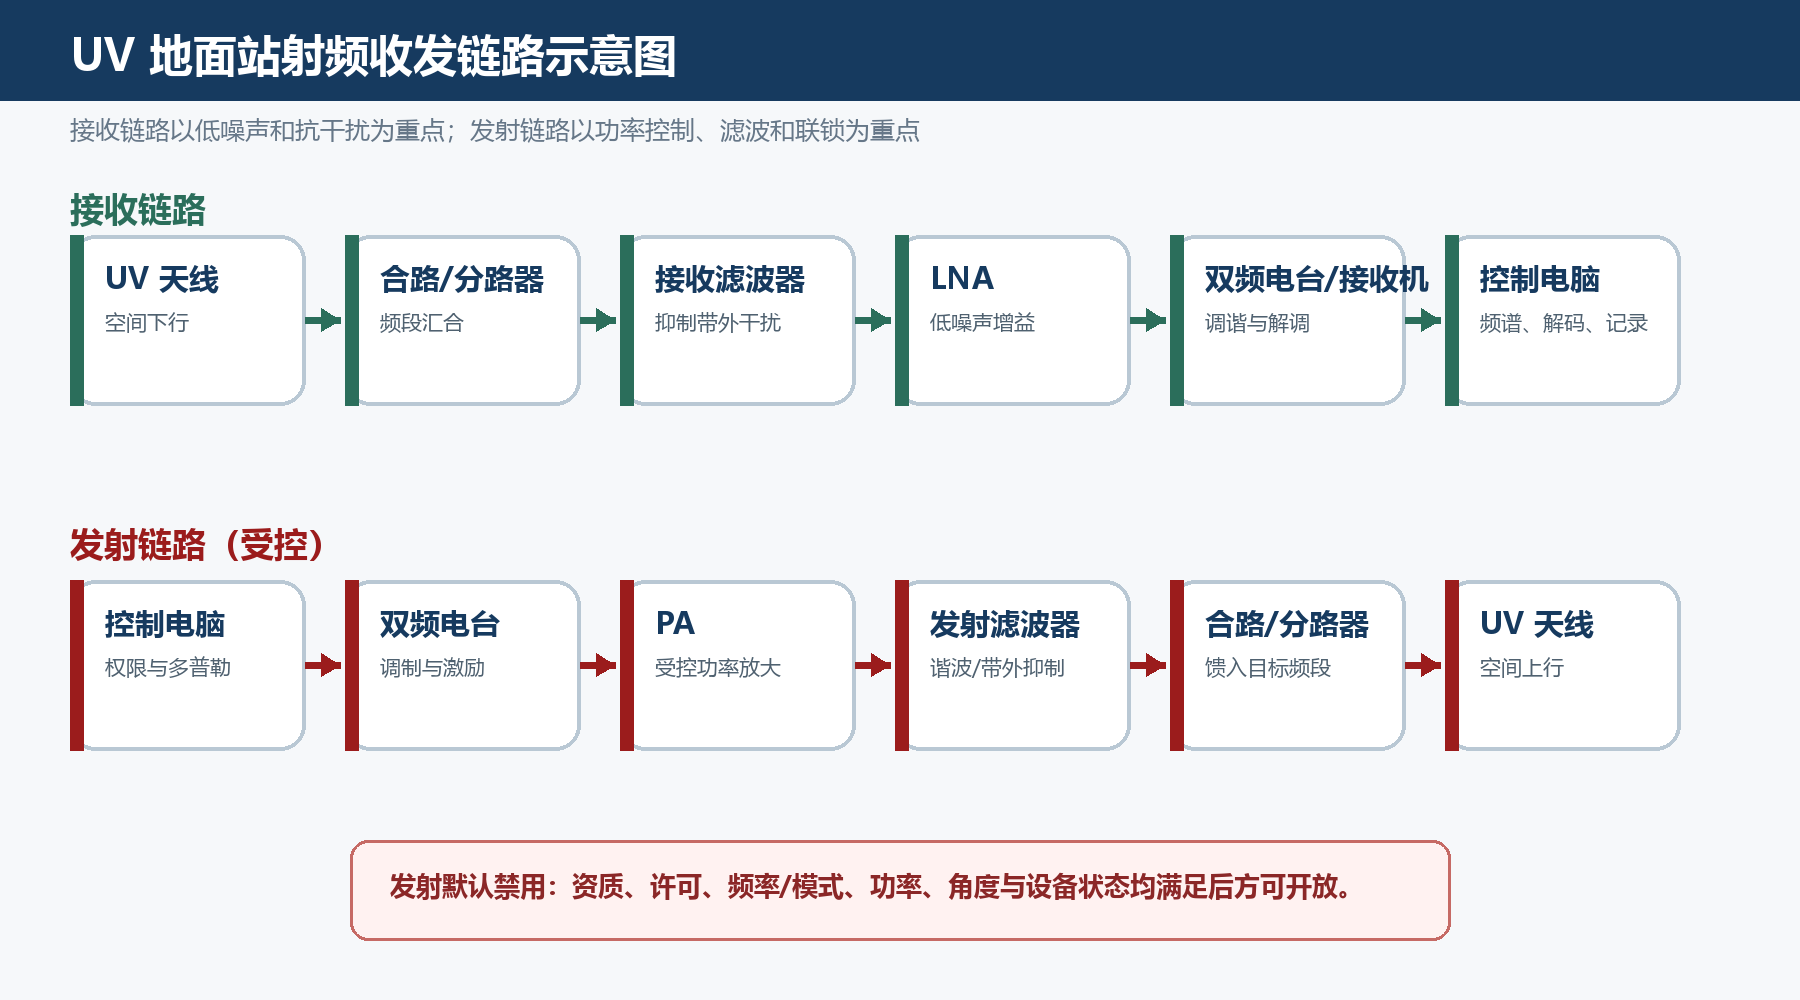 UV 地面站射频收发链路示意图
接收链路以低噪声和抗干扰为重点；发射链路以功率控制、滤波和联锁为重点
接收链路
UV 天线
空间下行
合路/分路器
频段汇合
接收滤波器
抑制带外干扰
LNA
低噪声增益
双频电台/接收机
调谐与解调
控制电脑
频谱、解码、记录
发射链路（受控）
控制电脑
权限与多普勒
双频电台
调制与激励
PA
受控功率放大
发射滤波器
谐波/带外抑制
合路/分路器
馈入目标频段
UV 天线
空间上行
发射默认禁用：资质、许可、频率/模式、功率、角度与设备状态均满足后方可开放。